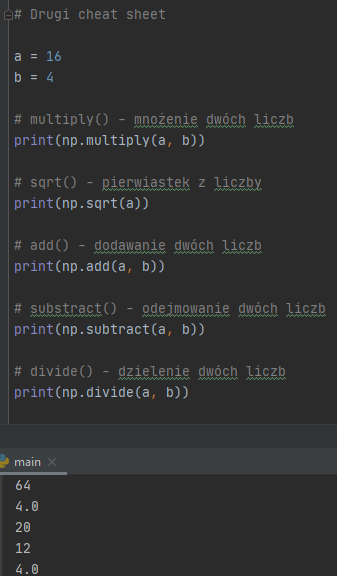 # Drugi cheat sheet
a = 16
b = 4
# multiply() - mnożenie dwóch liczb
print(np.multiply(a, b))
# sqrt() - pierwiastek z liczby
print(np.sqrt(a))
# add() - dodawanie dwóch liczb
print(np.add(a, b))
# substract() - odejmowanie dwóch liczb
print(np.subtract(a, b))
# divide() - dzielenie dwóch liczb
print(np.divide(a, b))
main
64
4.0
20
12
4.0